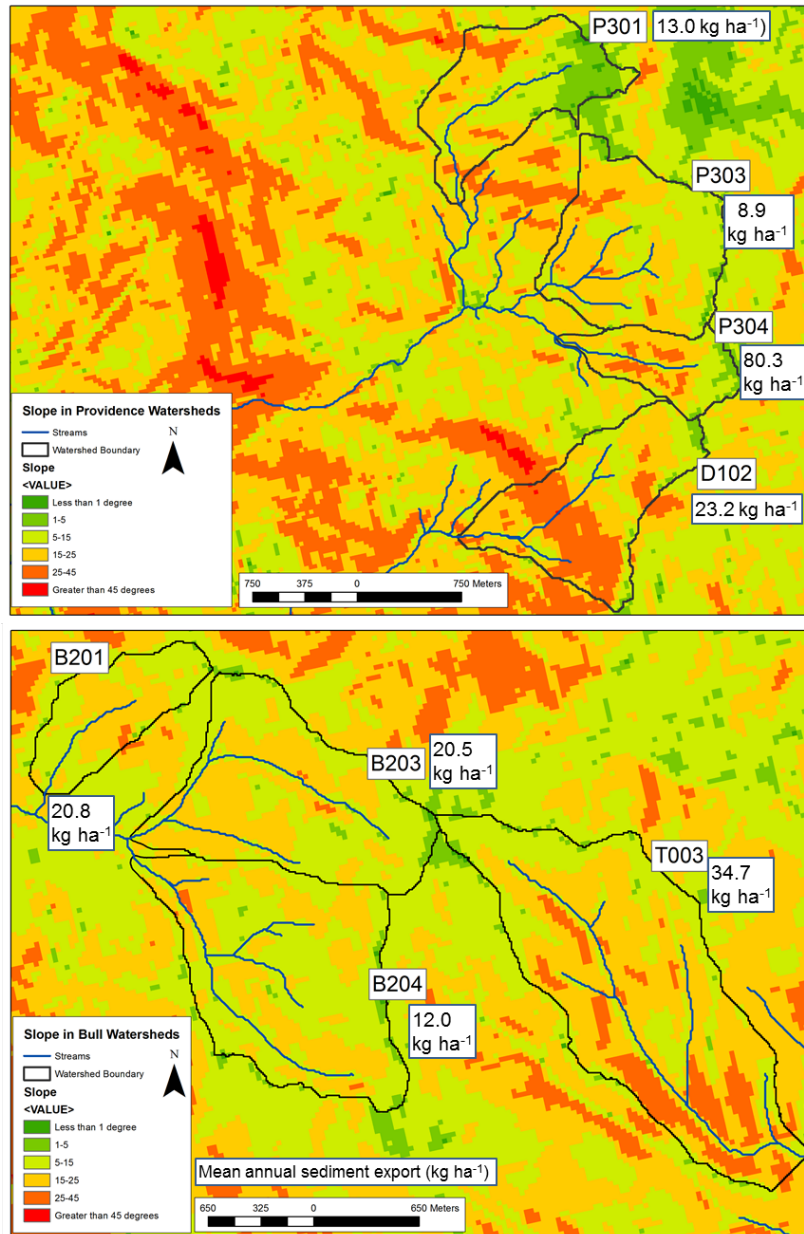 P301
13.0 kg ha⁻¹)
P303
8.9
kg ha⁻¹
P304
80.3
kg ha⁻¹
D102
23.2 kg ha⁻¹
Slope in Providence Watersheds
Streams
Watershed Boundary
N
Slope
<VALUE>
Less than 1 degree
1-5
5-15
15-25
25-45
Greater than 45 degrees
750 375 0 750 Meters
B201
20.8
kg ha⁻¹
B203
20.5
kg ha⁻¹
T003
34.7
kg ha⁻¹
B204
12.0
kg ha⁻¹
Slope in Bull Watersheds
Streams
Watershed Boundary
N
Slope
<VALUE>
Less than 1 degree
1-5
5-15
15-25
25-45
Greater than 45 degrees
Mean annual sediment export (kg ha⁻¹)
650 325 0 650 Meters